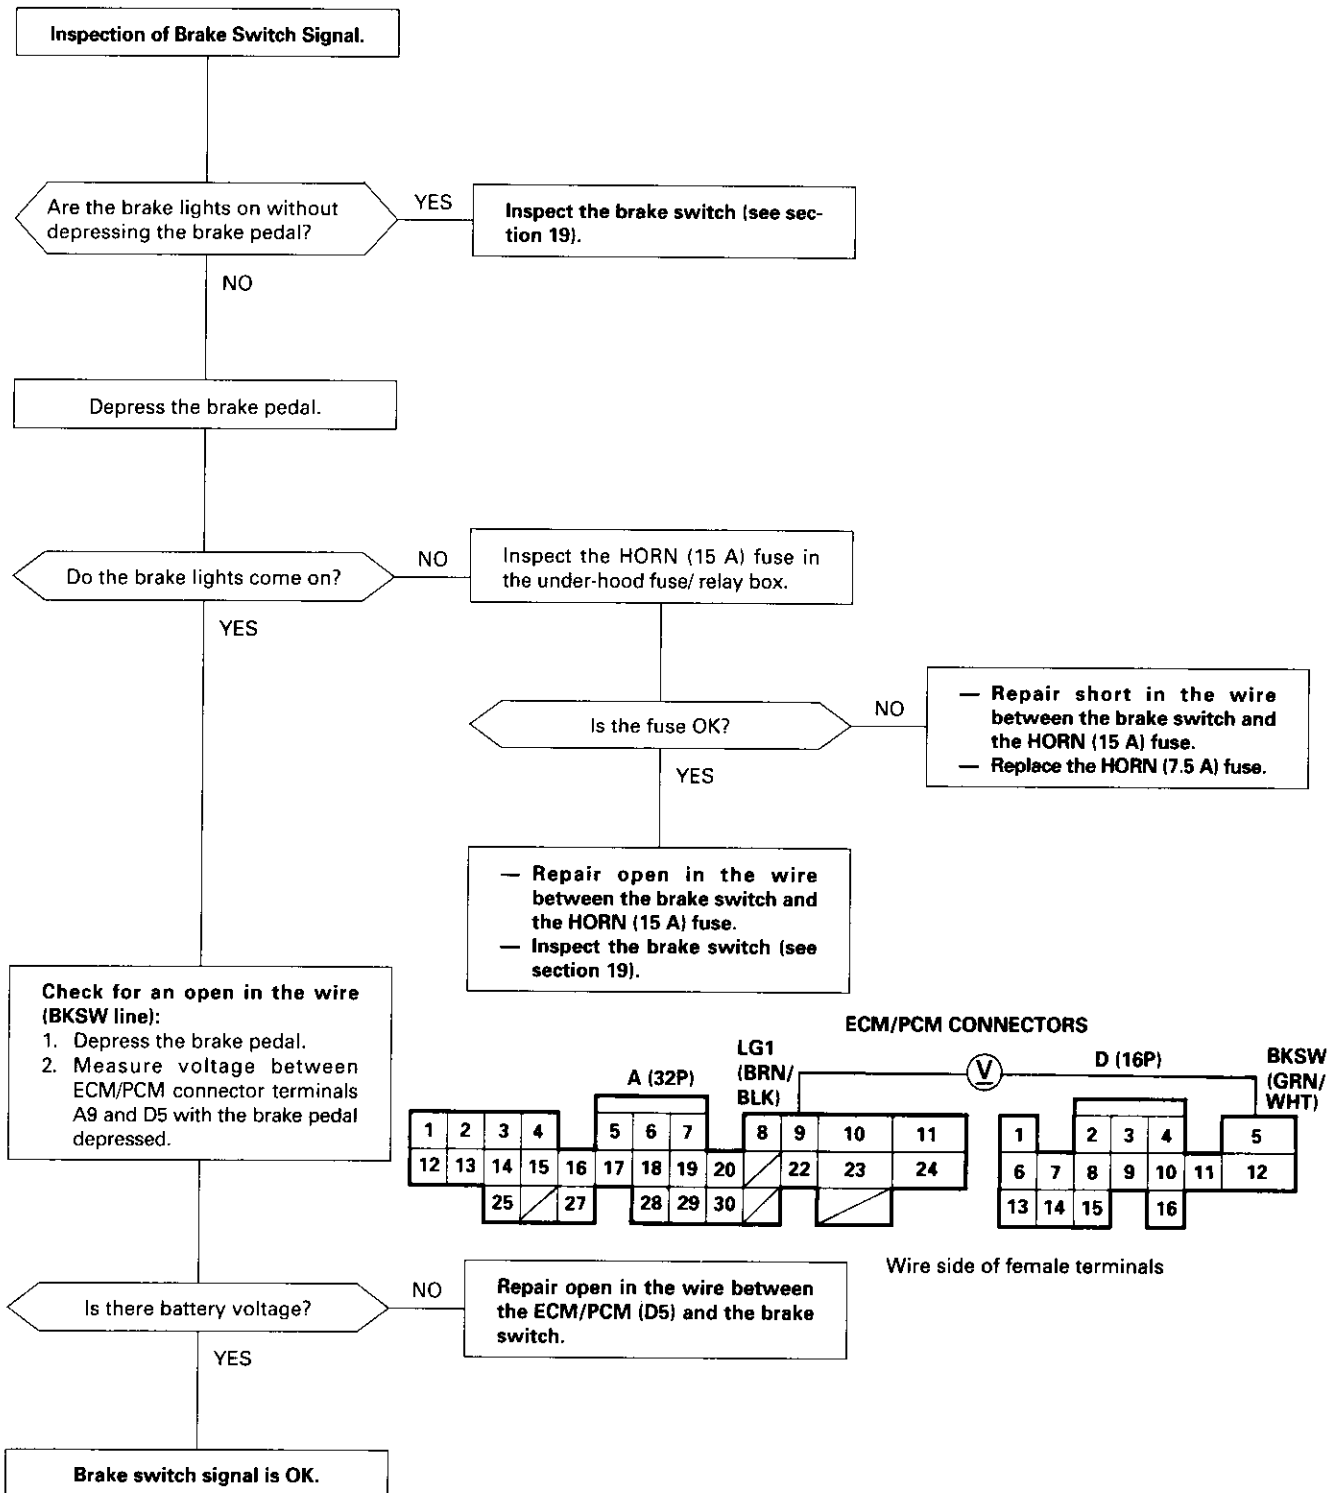 Inspection of Brake Switch Signal.
Are the brake lights on without
depressing the brake pedal?
YES
Inspect the brake switch (see sec-
tion 19).
NO
Depress the brake pedal.
Do the brake lights come on?
NO
Inspect the HORN (15 A) fuse in
the under-hood fuse/ relay box.
YES
Is the fuse OK?
NO
— Repair short in the wire
between the brake switch and
the HORN (15 A) fuse.
— Replace the HORN (7.5 A) fuse.
YES
— Repair open in the wire
between the brake switch and
the HORN (15 A) fuse.
— Inspect the brake switch (see
section 19).
Check for an open in the wire
(BKSW line):
1. Depress the brake pedal.
2. Measure voltage between
ECM/PCM connector terminals
A9 and D5 with the brake pedal
depressed.
ECM/PCM CONNECTORS
A (32P)
LG1
(BRN/
BLK)
V
D (16P)
BKSW
(GRN/
WHT)
1 2 3 4 5 6 7 8 9 10 11
12 13 14 15 16 17 18 19 20 22 23 24
25 27 28 29 30
1 2 3 4 5
6 7 8 9 10 11 12
13 14 15 16
Wire side of female terminals
Is there battery voltage?
NO
Repair open in the wire between
the ECM/PCM (D5) and the brake
switch.
YES
Brake switch signal is OK.